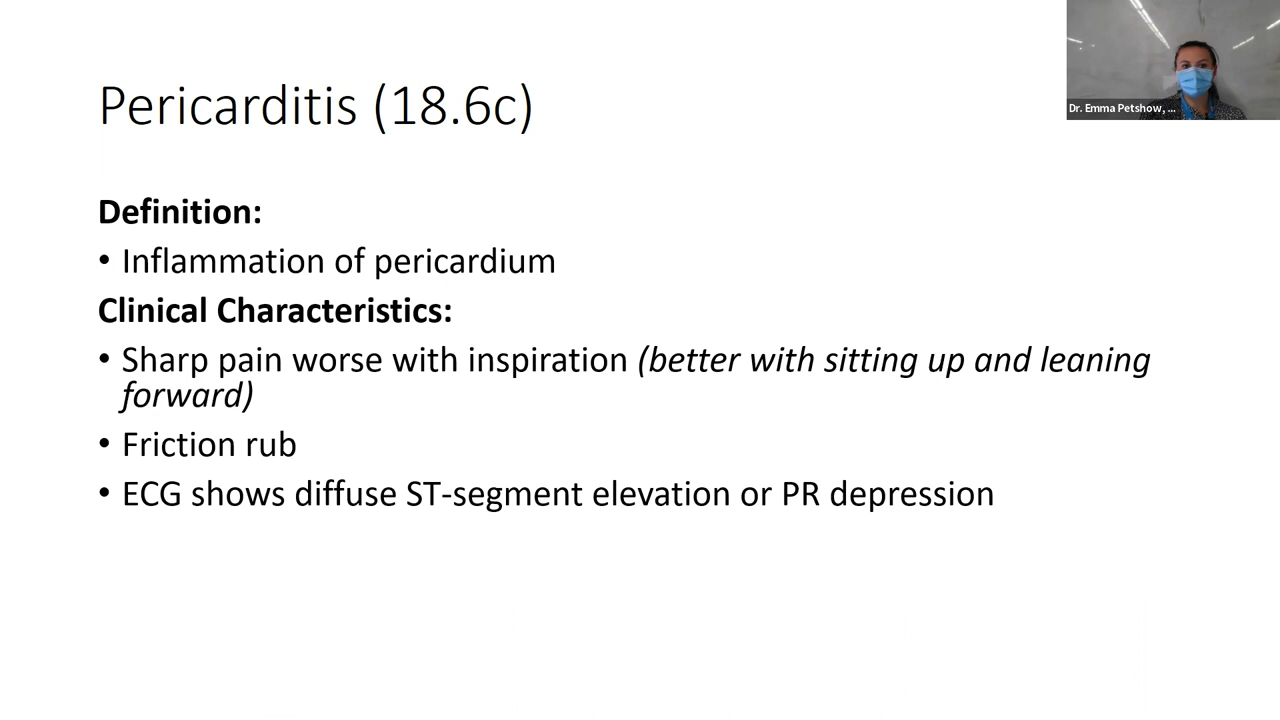 Pericarditis (18.6c)
Dr. Emma Petshow, ...
Definition:
• Inflammation of pericardium
Clinical Characteristics:
• Sharp pain worse with inspiration (better with sitting up and leaning
forward)
• Friction rub
• ECG shows diffuse ST-segment elevation or PR depression